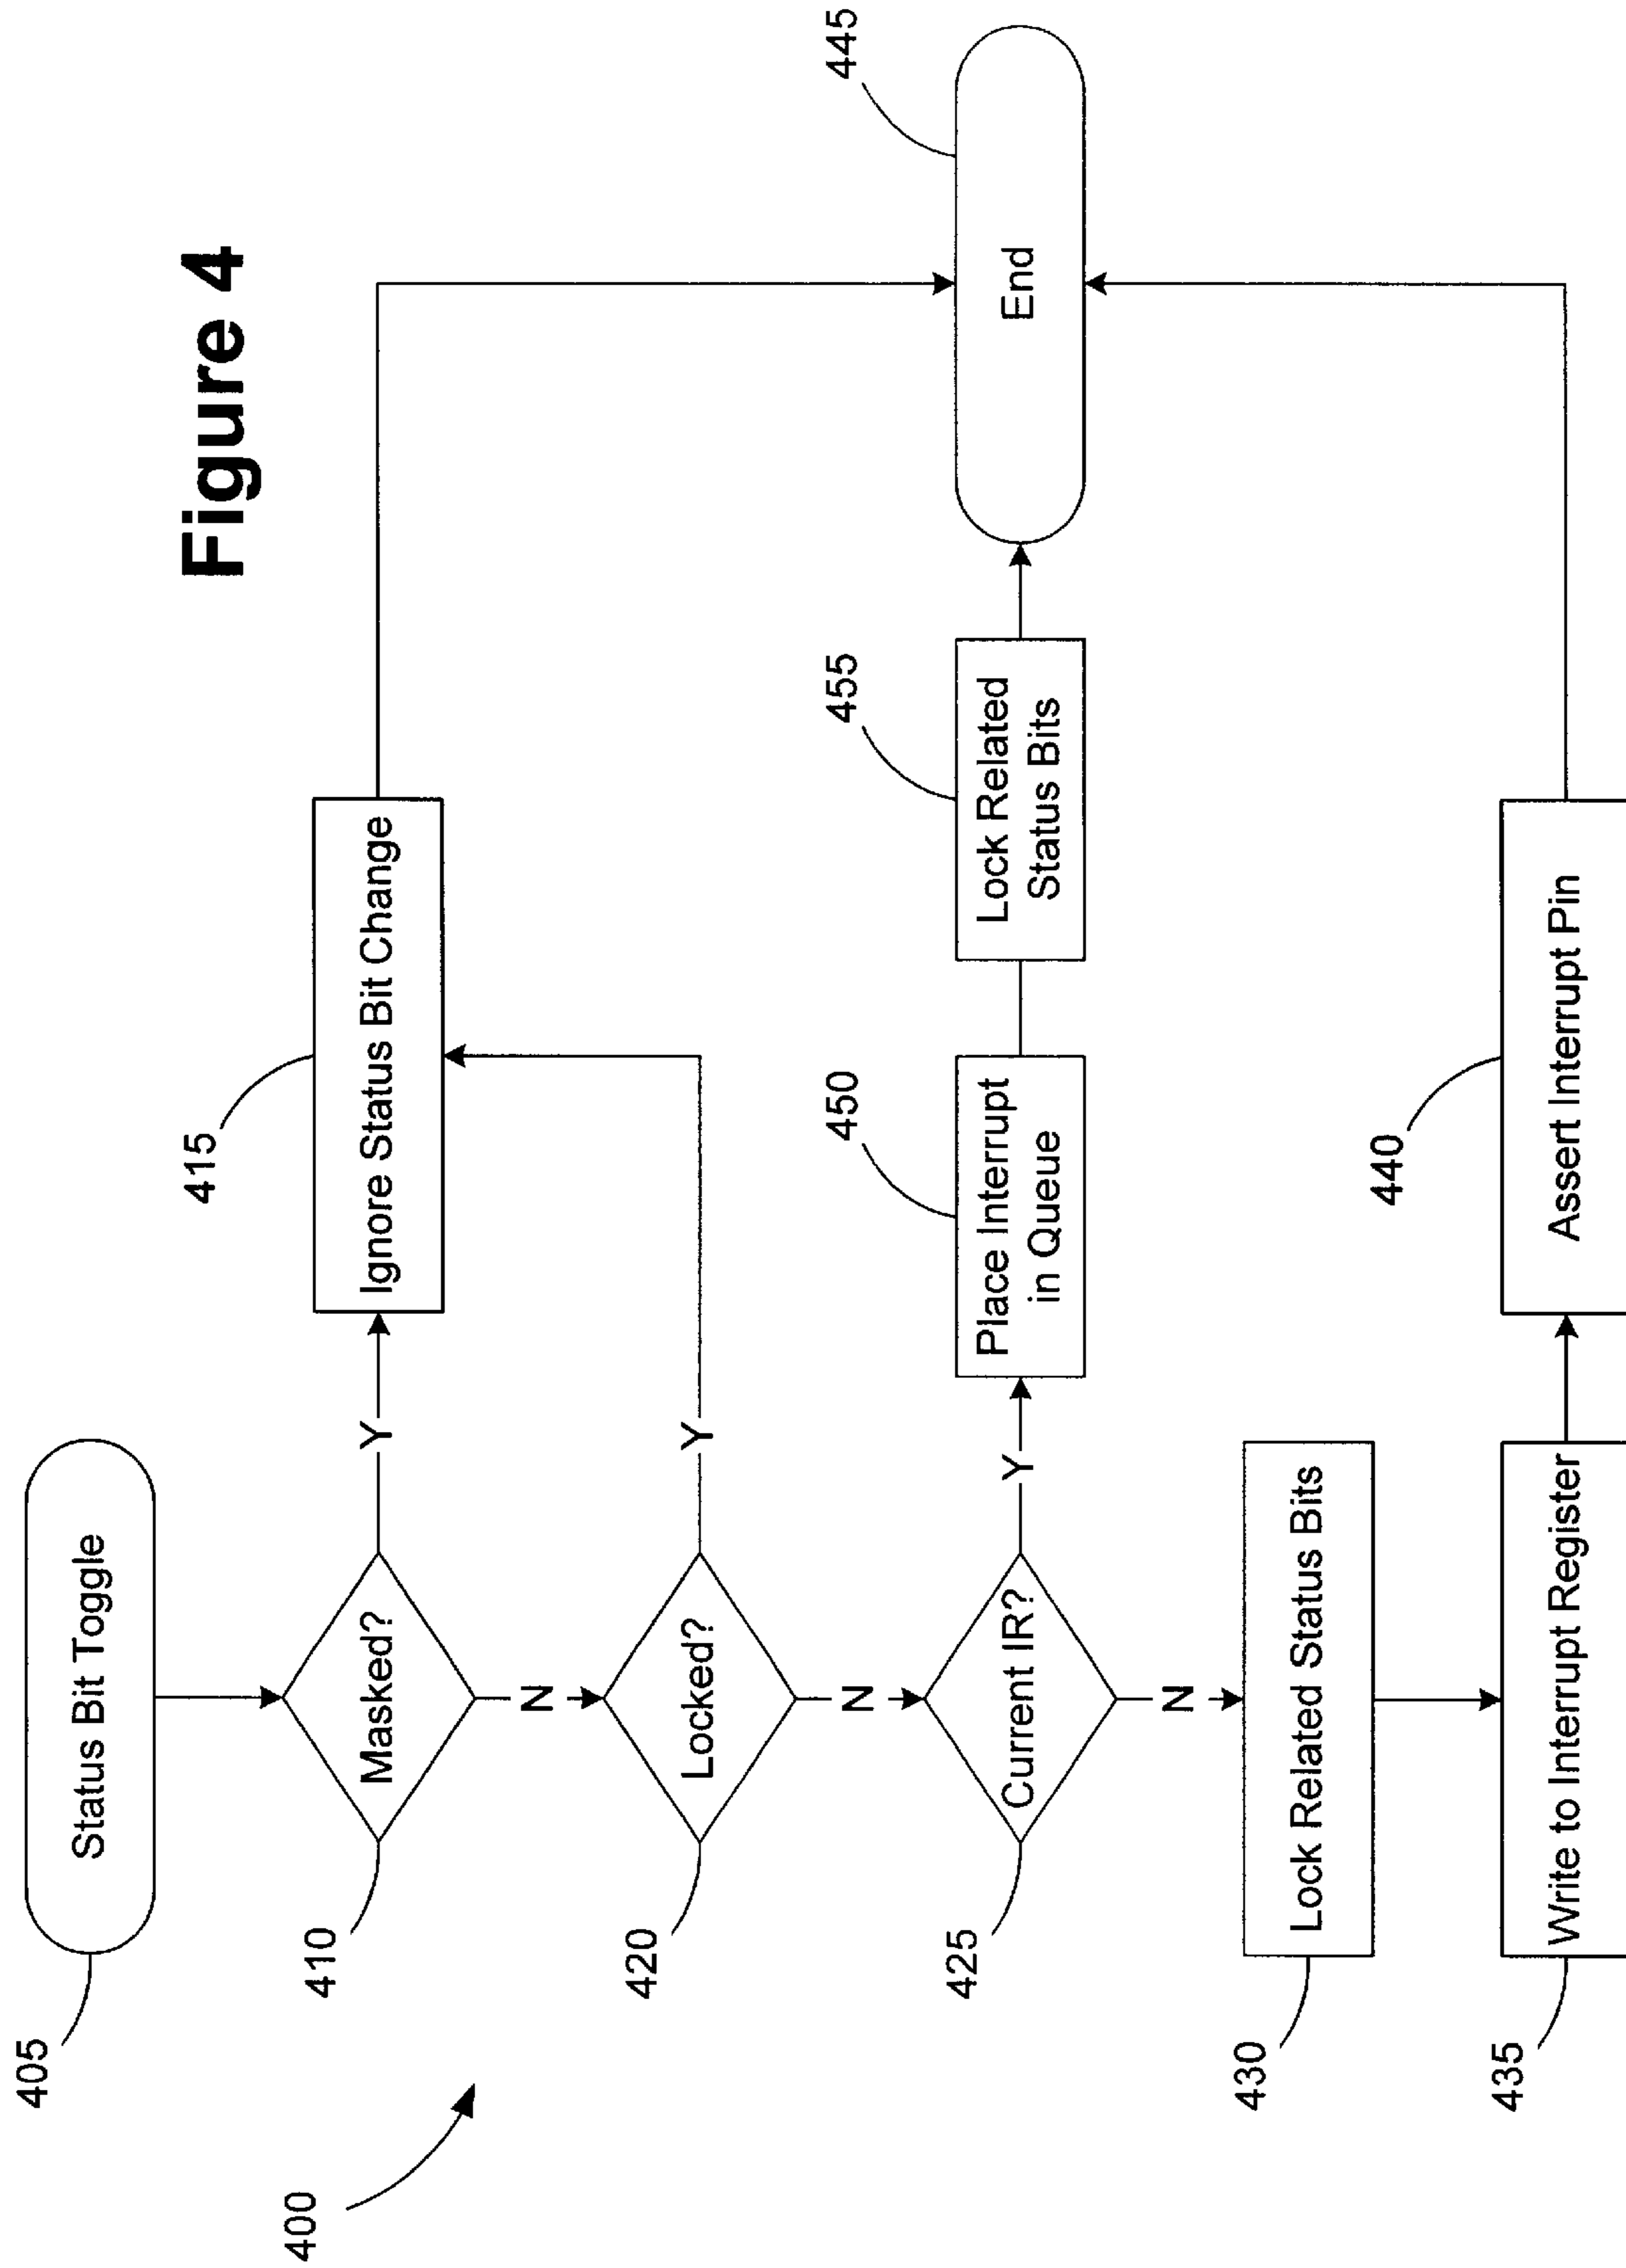 Figure 4
400
405
Status Bit Toggle
410
Masked?
Y
415
Ignore Status Bit Change
N
420
Locked?
Y
N
425
Current IR?
Y
450
Place Interrupt
in Queue
455
Lock Related
Status Bits
445
End
N
430
Lock Related Status Bits
435
Write to Interrupt Register
440
Assert Interrupt Pin